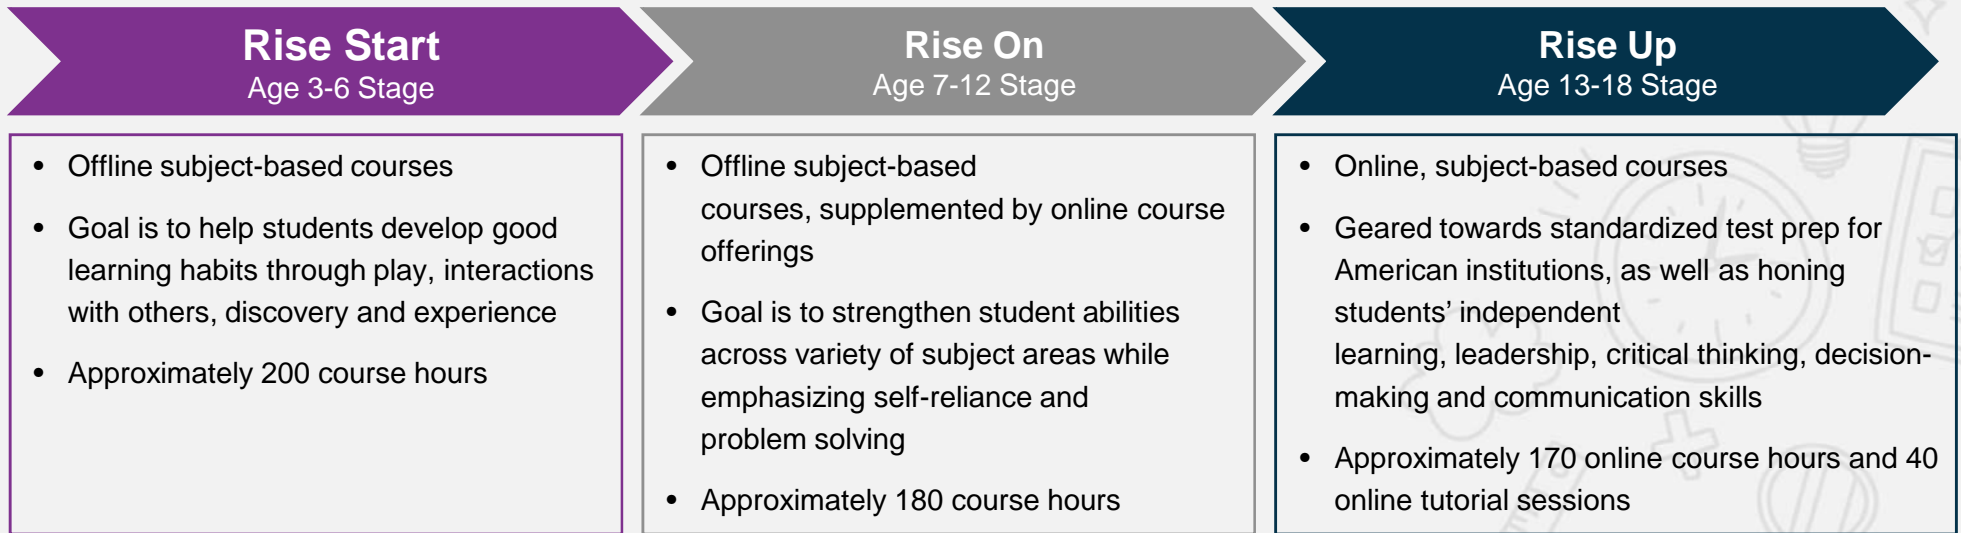 Rise Start
Age 3-6 Stage
• Offline subject-based courses
• Goal is to help students develop good
learning habits through play, interactions
with others, discovery and experience
• Approximately 200 course hours
Rise On
Age 7-12 Stage
• Offline subject-based
courses, supplemented by online course
offerings
• Goal is to strengthen student abilities
across variety of subject areas while
emphasizing self-reliance and
problem solving
• Approximately 180 course hours
Rise Up
Age 13-18 Stage
• Online, subject-based courses
• Geared towards standardized test prep for
American institutions, as well as honing
students’ independent
learning, leadership, critical thinking, decision-
making and communication skills
• Approximately 170 online course hours and 40
online tutorial sessions